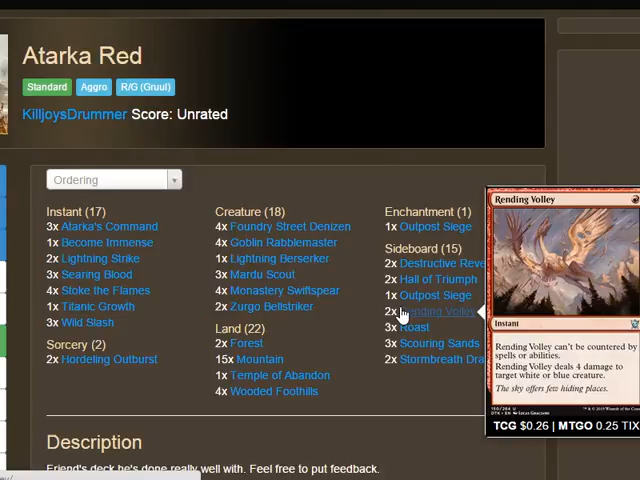 Atarka Red
Standard Aggro R/G (Gruul)
KilljoysDrummer Score: Unrated
Ordering
Instant (17)
3x Atarka's Command
1x Become Immense
2x Lightning Strike
3x Searing Blood
4x Stoke the Flames
1x Titanic Growth
3x Wild Slash
Sorcery (2)
2x Hordeling Outburst
Creature (18)
4x Foundry Street Denizen
4x Goblin Rabblemaster
1x Lightning Berserker
3x Mardu Scout
4x Monastery Swiftspear
2x Zurgo Bellstriker
Land (22)
2x Forest
15x Mountain
1x Temple of Abandon
4x Wooded Foothills
Enchantment (1)
1x Outpost Siege
Sideboard (15)
2x Destructive Reve
2x Hall of Triumph
1x Outpost Siege
2x Rending Volley
3x Roast
3x Scouring Sands
2x Stormbreath Dra
Rending Volley
Instant
Rending Volley can't be countered by
spells or abilities.
Rending Volley deals 4 damage to
target white or blue creature.
The sky offers few hiding places.
TCG $0.26 | MTGO 0.25 TIX
Description
Friend's deck he's done really well with. Feel free to put feedback.